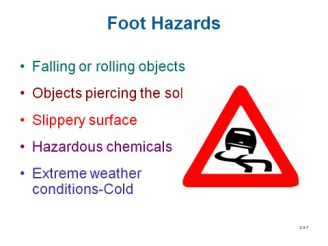 Foot Hazards
• Falling or rolling objects
• Objects piercing the sol
• Slippery surface
• Hazardous chemicals
• Extreme weather
conditions-Cold